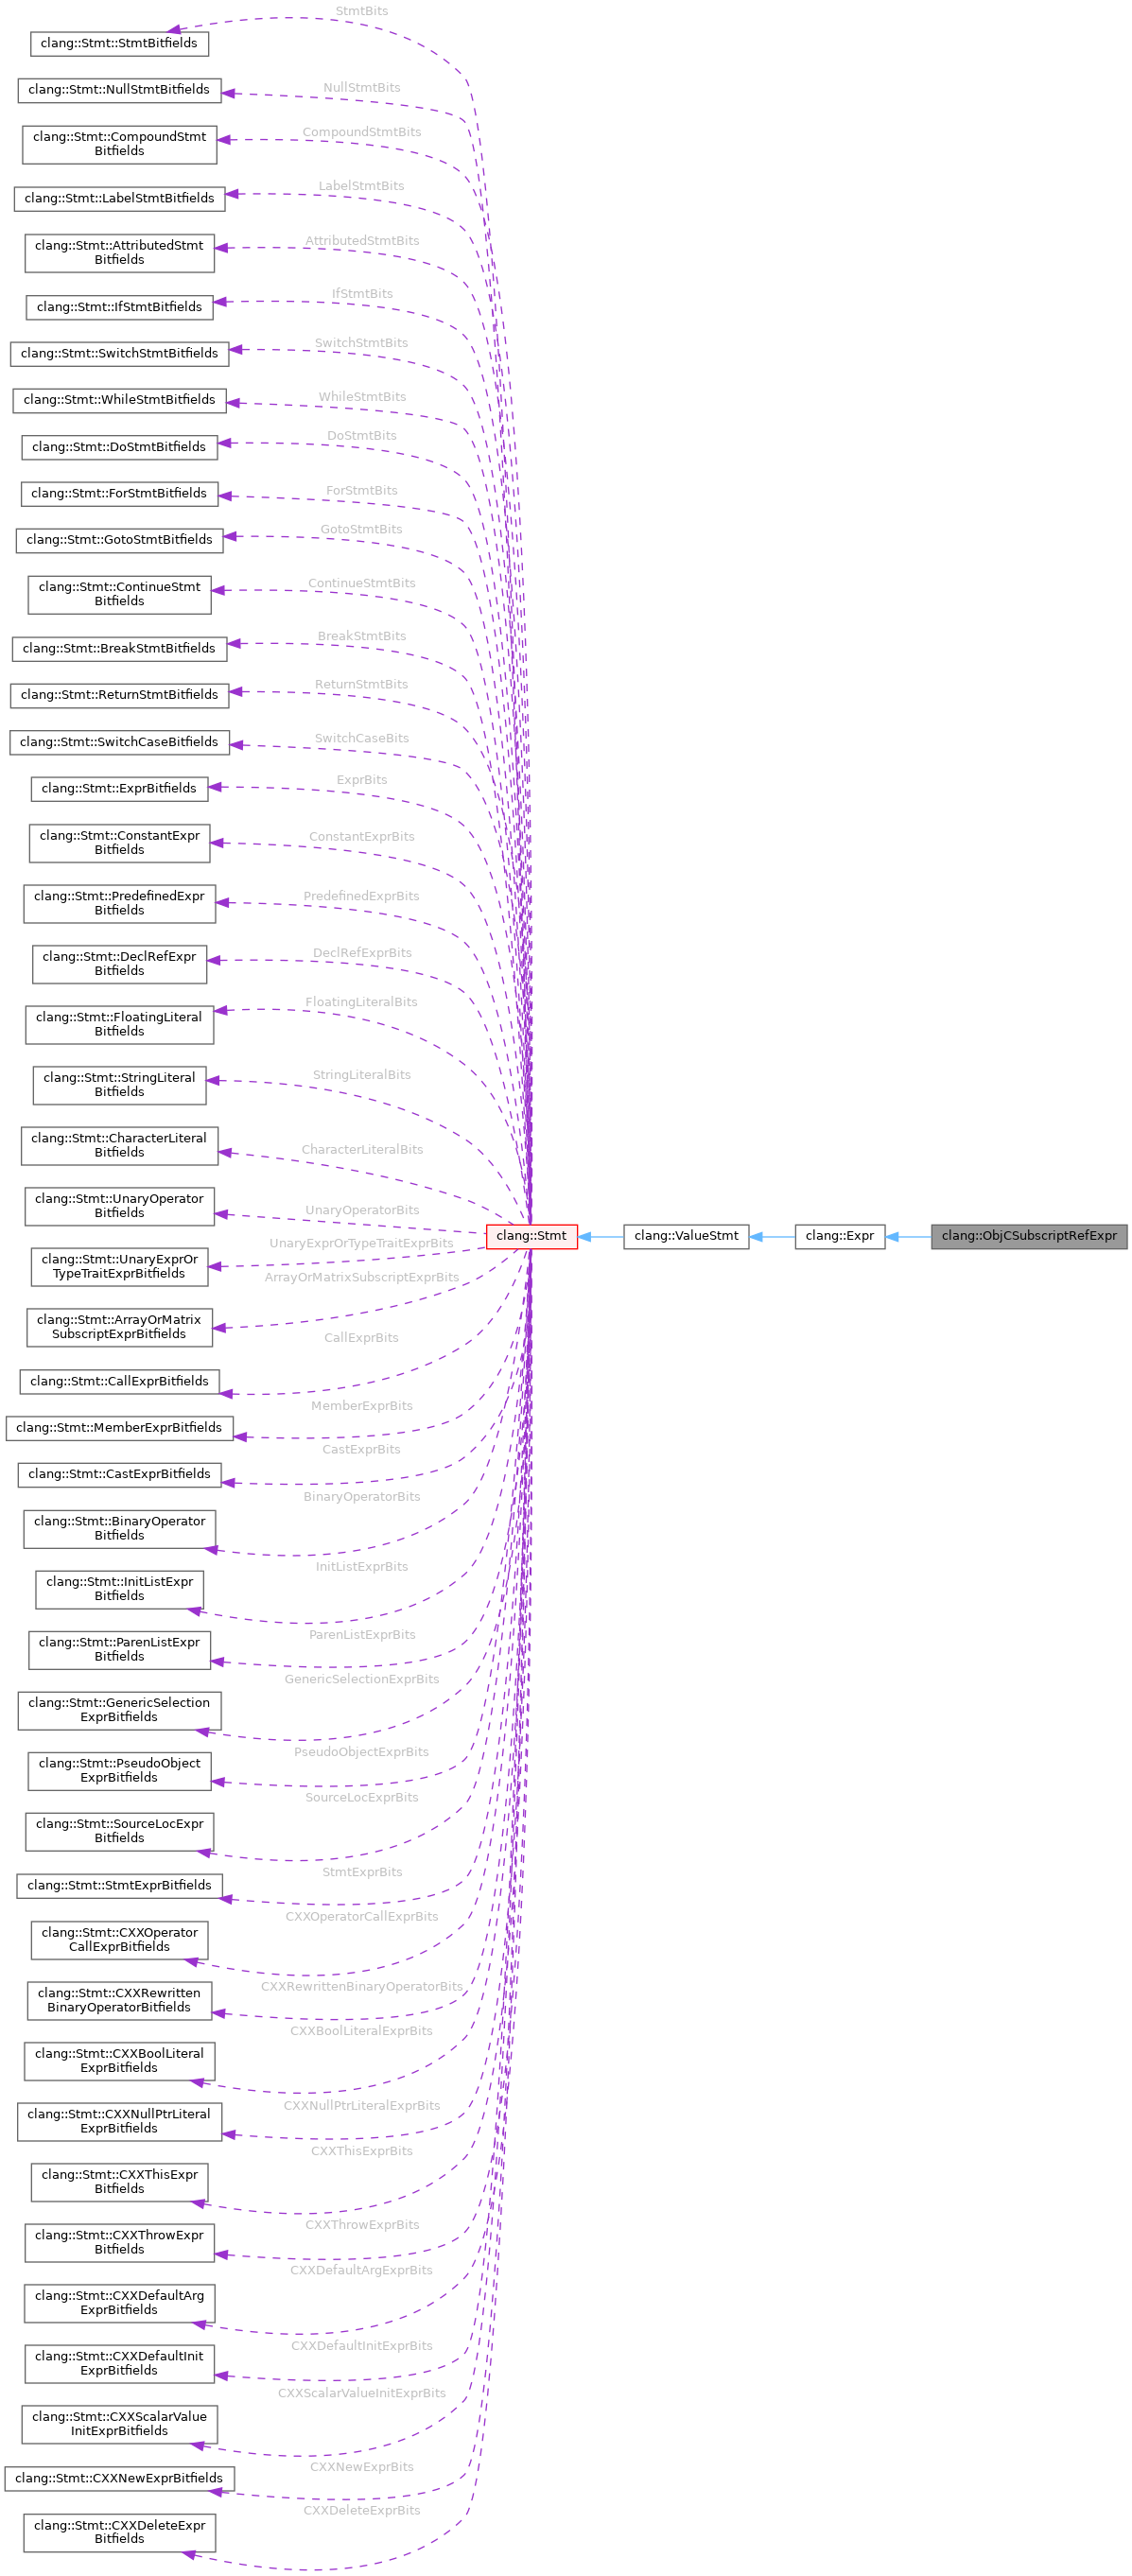 StmtBits
clang::Stmt::StmtBitfields
NullStmtBits
clang::Stmt::NullStmtBitfields
CompoundStmtBits
clang::Stmt::CompoundStmt
Bitfields
LabelStmtBits
clang::Stmt::LabelStmtBitfields
AttributedStmtBits
clang::Stmt::AttributedStmt
Bitfields
IfStmtBits
clang::Stmt::IfStmtBitfields
SwitchStmtBits
clang::Stmt::SwitchStmtBitfields
WhileStmtBits
clang::Stmt::WhileStmtBitfields
DoStmtBits
clang::Stmt::DoStmtBitfields
ForStmtBits
clang::Stmt::ForStmtBitfields
GotoStmtBits
clang::Stmt::GotoStmtBitfields
ContinueStmtBits
clang::Stmt::ContinueStmt
Bitfields
BreakStmtBits
clang::Stmt::BreakStmtBitfields
ReturnStmtBits
clang::Stmt::ReturnStmtBitfields
SwitchCaseBits
clang::Stmt::SwitchCaseBitfields
ExprBits
clang::Stmt::ExprBitfields
ConstantExprBits
clang::Stmt::ConstantExpr
Bitfields
PredefinedExprBits
clang::Stmt::PredefinedExpr
Bitfields
DeclRefExprBits
clang::Stmt::DeclRefExpr
Bitfields
FloatingLiteralBits
clang::Stmt::FloatingLiteral
Bitfields
StringLiteralBits
clang::Stmt::StringLiteral
Bitfields
CharacterLiteralBits
clang::Stmt::CharacterLiteral
Bitfields
UnaryOperatorBits
clang::Stmt::UnaryOperator
Bitfields
clang::Stmt
clang::ValueStmt
clang::Expr
clang::ObjCSubscriptRefExpr
UnaryExprOrTypeTraitExprBits
clang::Stmt::UnaryExprOr
TypeTraitExprBitfields
ArrayOrMatrixSubscriptExprBits
clang::Stmt::ArrayOrMatrix
SubscriptExprBitfields
CallExprBits
clang::Stmt::CallExprBitfields
MemberExprBits
clang::Stmt::MemberExprBitfields
CastExprBits
clang::Stmt::CastExprBitfields
BinaryOperatorBits
clang::Stmt::BinaryOperator
Bitfields
InitListExprBits
clang::Stmt::InitListExpr
Bitfields
ParenListExprBits
clang::Stmt::ParenListExpr
Bitfields
GenericSelectionExprBits
clang::Stmt::GenericSelection
ExprBitfields
PseudoObjectExprBits
clang::Stmt::PseudoObject
ExprBitfields
SourceLocExprBits
clang::Stmt::SourceLocExpr
Bitfields
StmtExprBits
clang::Stmt::StmtExprBitfields
CXXOperatorCallExprBits
clang::Stmt::CXXOperator
CallExprBitfields
CXXRewrittenBinaryOperatorBits
clang::Stmt::CXXRewritten
BinaryOperatorBitfields
CXXBoolLiteralExprBits
clang::Stmt::CXXBoolLiteral
ExprBitfields
CXXNullPtrLiteralExprBits
clang::Stmt::CXXNullPtrLiteral
ExprBitfields
CXXThisExprBits
clang::Stmt::CXXThisExpr
Bitfields
CXXThrowExprBits
clang::Stmt::CXXThrowExpr
Bitfields
CXXDefaultArgExprBits
clang::Stmt::CXXDefaultArg
ExprBitfields
CXXDefaultInitExprBits
clang::Stmt::CXXDefaultInit
ExprBitfields
CXXScalarValueInitExprBits
clang::Stmt::CXXScalarValue
InitExprBitfields
CXXNewExprBits
clang::Stmt::CXXNewExprBitfields
CXXDeleteExprBits
clang::Stmt::CXXDeleteExpr
Bitfields